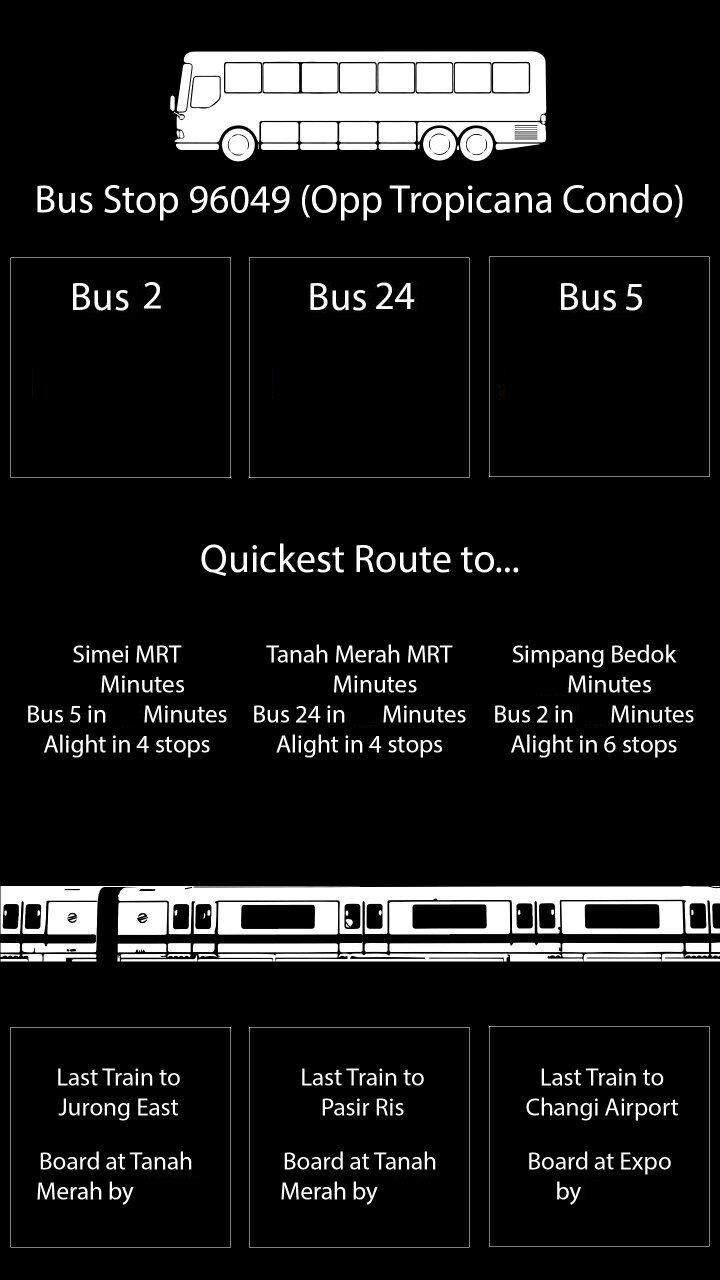 Bus Stop 96049 (Opp Tropicana Condo)
Bus 2
Bus 24
Bus 5
Quickest Route to...
Simei MRT
Minutes
Bus 5 in Minutes
Alight in 4 stops
Tanah Merah MRT
Minutes
Bus 24 in Minutes
Alight in 4 stops
Simpang Bedok
Minutes
Bus 2 in Minutes
Alight in 6 stops
Last Train to
Jurong East
Board at Tanah
Merah by
Last Train to
Pasir Ris
Board at Tanah
Merah by
Last Train to
Changi Airport
Board at Expo
by